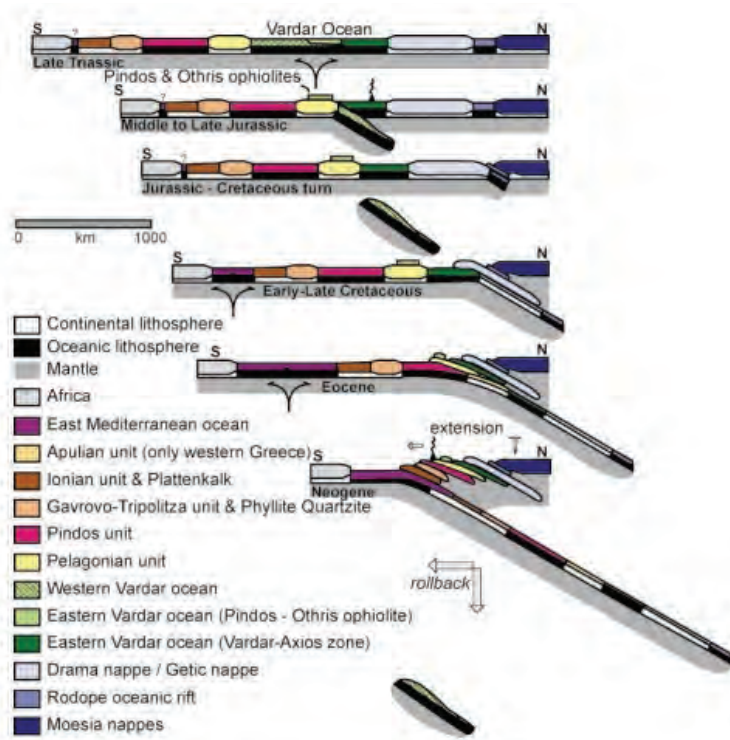 Vardar Ocean
S
N
?
Late Triassic
Pindos & Othris ophiolites
S
N
?
Middle to Late Jurassic
S
N
?
Jurassic - Cretaceous turn
0 km 1000
S
N
Early-Late Cretaceous
S
N
Eocene
extension
S
N
Neogene
rollback
Continental lithosphere
Oceanic lithosphere
Mantle
Africa
East Mediterranean ocean
Apulian unit (only western Greece)
Ionian unit & Plattenkalk
Gavrovo-Tripolitza unit & Phyllite Quartzite
Pindos unit
Pelagonian unit
Western Vardar ocean
Eastern Vardar ocean (Pindos - Othris ophiolite)
Eastern Vardar ocean (Vardar-Axios zone)
Drama nappe / Getic nappe
Rodope oceanic rift
Moesia nappes